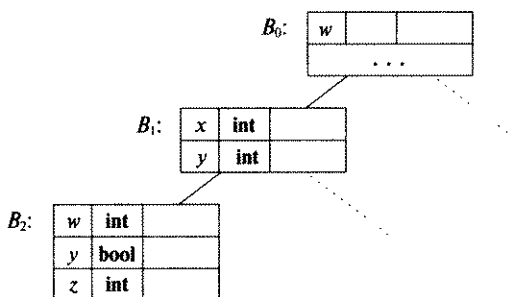 B₀: w
. . .
B₁: x int
y int
B₂: w int
y bool
z int